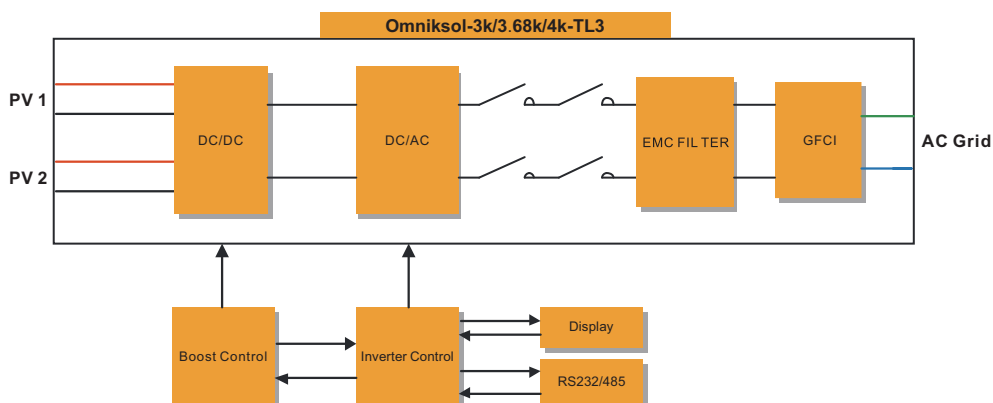 Omniksol-3k/3.68k/4k-TL3
PV 1
PV 2
DC/DC
DC/AC
EMC FIL TER
GFCI
AC Grid
Boost Control
Inverter Control
Display
RS232/485